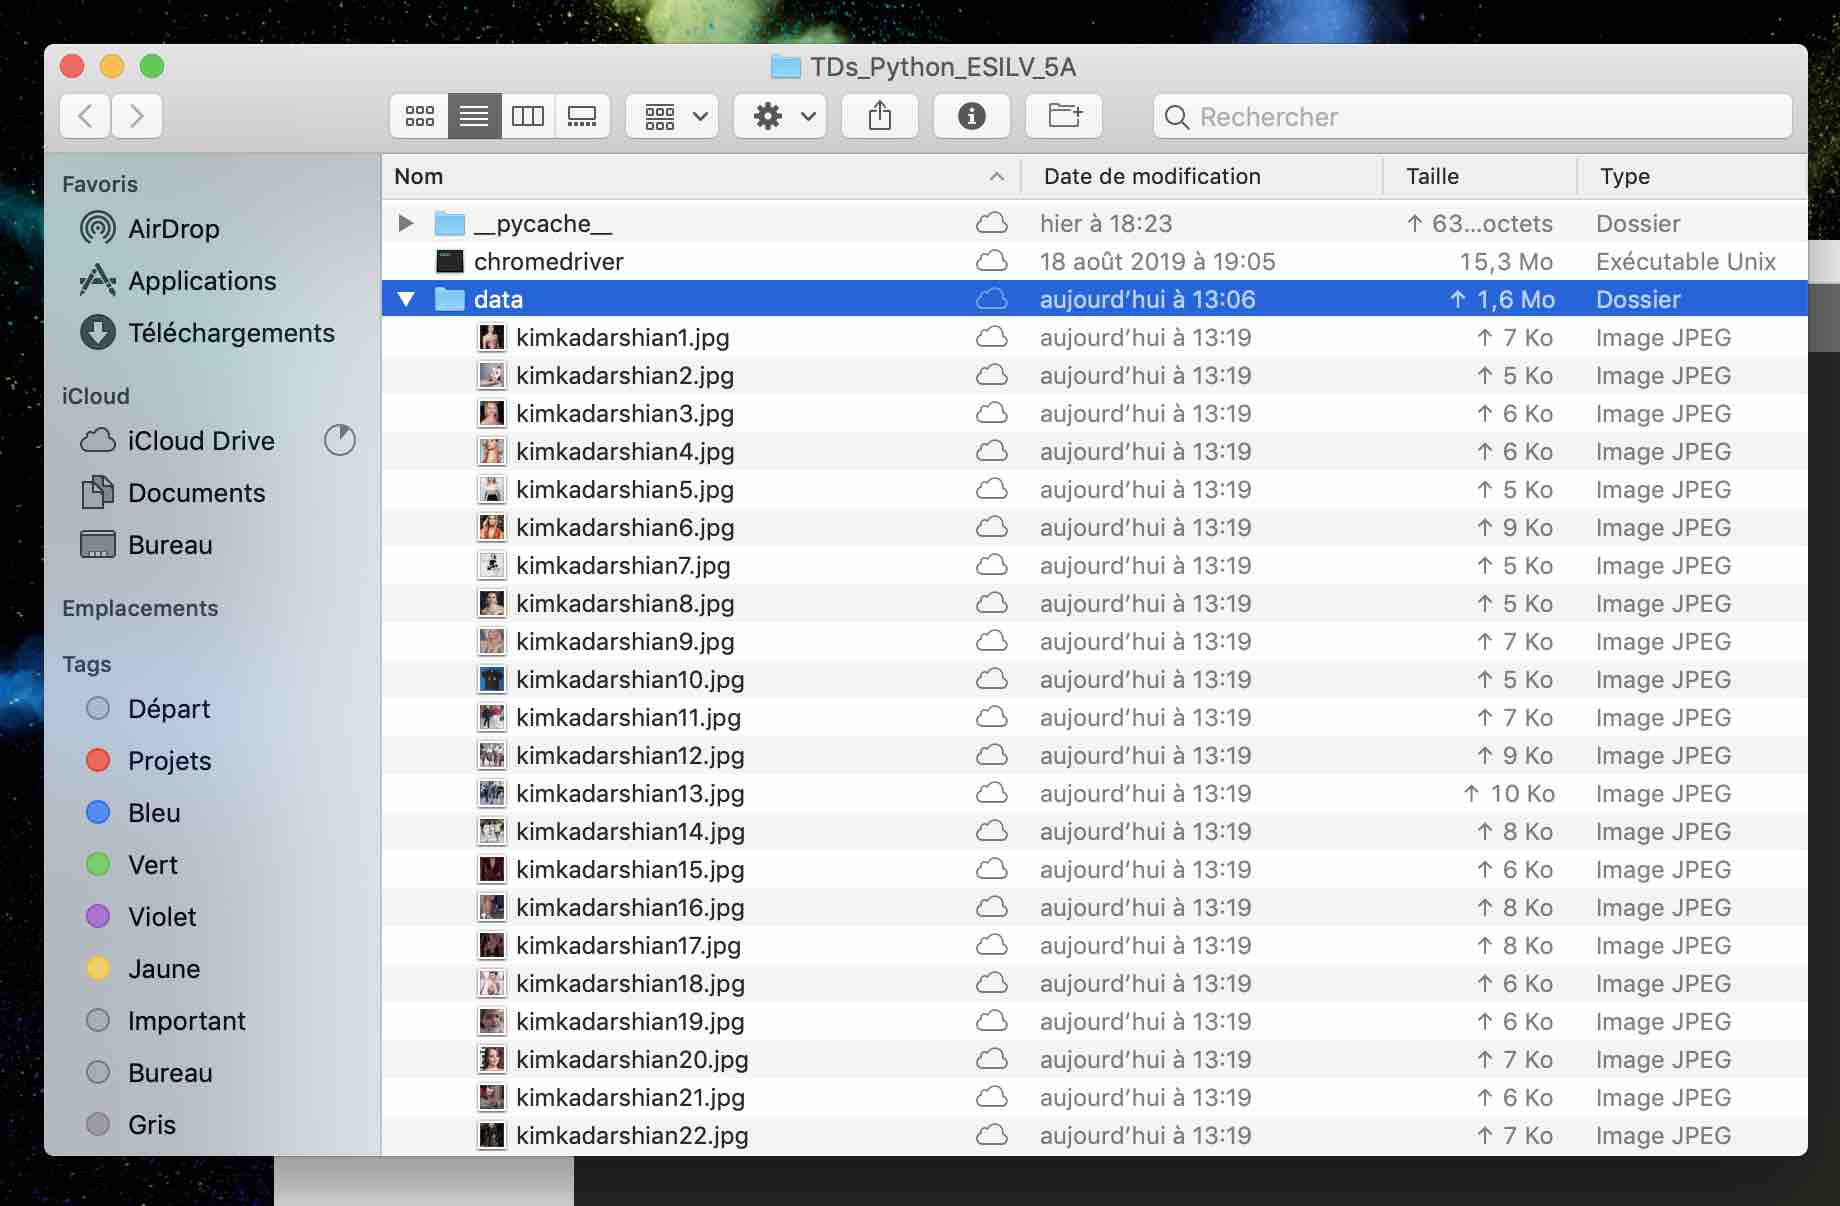 TDs_Python_ESILV_5A
Rechercher
Favoris
AirDrop
Applications
Téléchargements
iCloud
iCloud Drive
Documents
Bureau
Emplacements
Tags
Départ
Projets
Bleu
Vert
Violet
Jaune
Important
Bureau
Gris
Nom Date de modification Taille Type
__pycache__ hier à 18:23 ↑ 63...octets Dossier
chromedriver 18 août 2019 à 19:05 15,3 Mo Exécutable Unix
data aujourd’hui à 13:06 ↑ 1,6 Mo Dossier
kimkadarshian1.jpg aujourd’hui à 13:19 ↑ 7 Ko Image JPEG
kimkadarshian2.jpg aujourd’hui à 13:19 ↑ 5 Ko Image JPEG
kimkadarshian3.jpg aujourd’hui à 13:19 ↑ 6 Ko Image JPEG
kimkadarshian4.jpg aujourd’hui à 13:19 ↑ 6 Ko Image JPEG
kimkadarshian5.jpg aujourd’hui à 13:19 ↑ 5 Ko Image JPEG
kimkadarshian6.jpg aujourd’hui à 13:19 ↑ 9 Ko Image JPEG
kimkadarshian7.jpg aujourd’hui à 13:19 ↑ 5 Ko Image JPEG
kimkadarshian8.jpg aujourd’hui à 13:19 ↑ 5 Ko Image JPEG
kimkadarshian9.jpg aujourd’hui à 13:19 ↑ 7 Ko Image JPEG
kimkadarshian10.jpg aujourd’hui à 13:19 ↑ 5 Ko Image JPEG
kimkadarshian11.jpg aujourd’hui à 13:19 ↑ 7 Ko Image JPEG
kimkadarshian12.jpg aujourd’hui à 13:19 ↑ 9 Ko Image JPEG
kimkadarshian13.jpg aujourd’hui à 13:19 ↑ 10 Ko Image JPEG
kimkadarshian14.jpg aujourd’hui à 13:19 ↑ 8 Ko Image JPEG
kimkadarshian15.jpg aujourd’hui à 13:19 ↑ 6 Ko Image JPEG
kimkadarshian16.jpg aujourd’hui à 13:19 ↑ 8 Ko Image JPEG
kimkadarshian17.jpg aujourd’hui à 13:19 ↑ 8 Ko Image JPEG
kimkadarshian18.jpg aujourd’hui à 13:19 ↑ 6 Ko Image JPEG
kimkadarshian19.jpg aujourd’hui à 13:19 ↑ 6 Ko Image JPEG
kimkadarshian20.jpg aujourd’hui à 13:19 ↑ 7 Ko Image JPEG
kimkadarshian21.jpg aujourd’hui à 13:19 ↑ 6 Ko Image JPEG
kimkadarshian22.jpg aujourd’hui à 13:19 ↑ 7 Ko Image JPEG